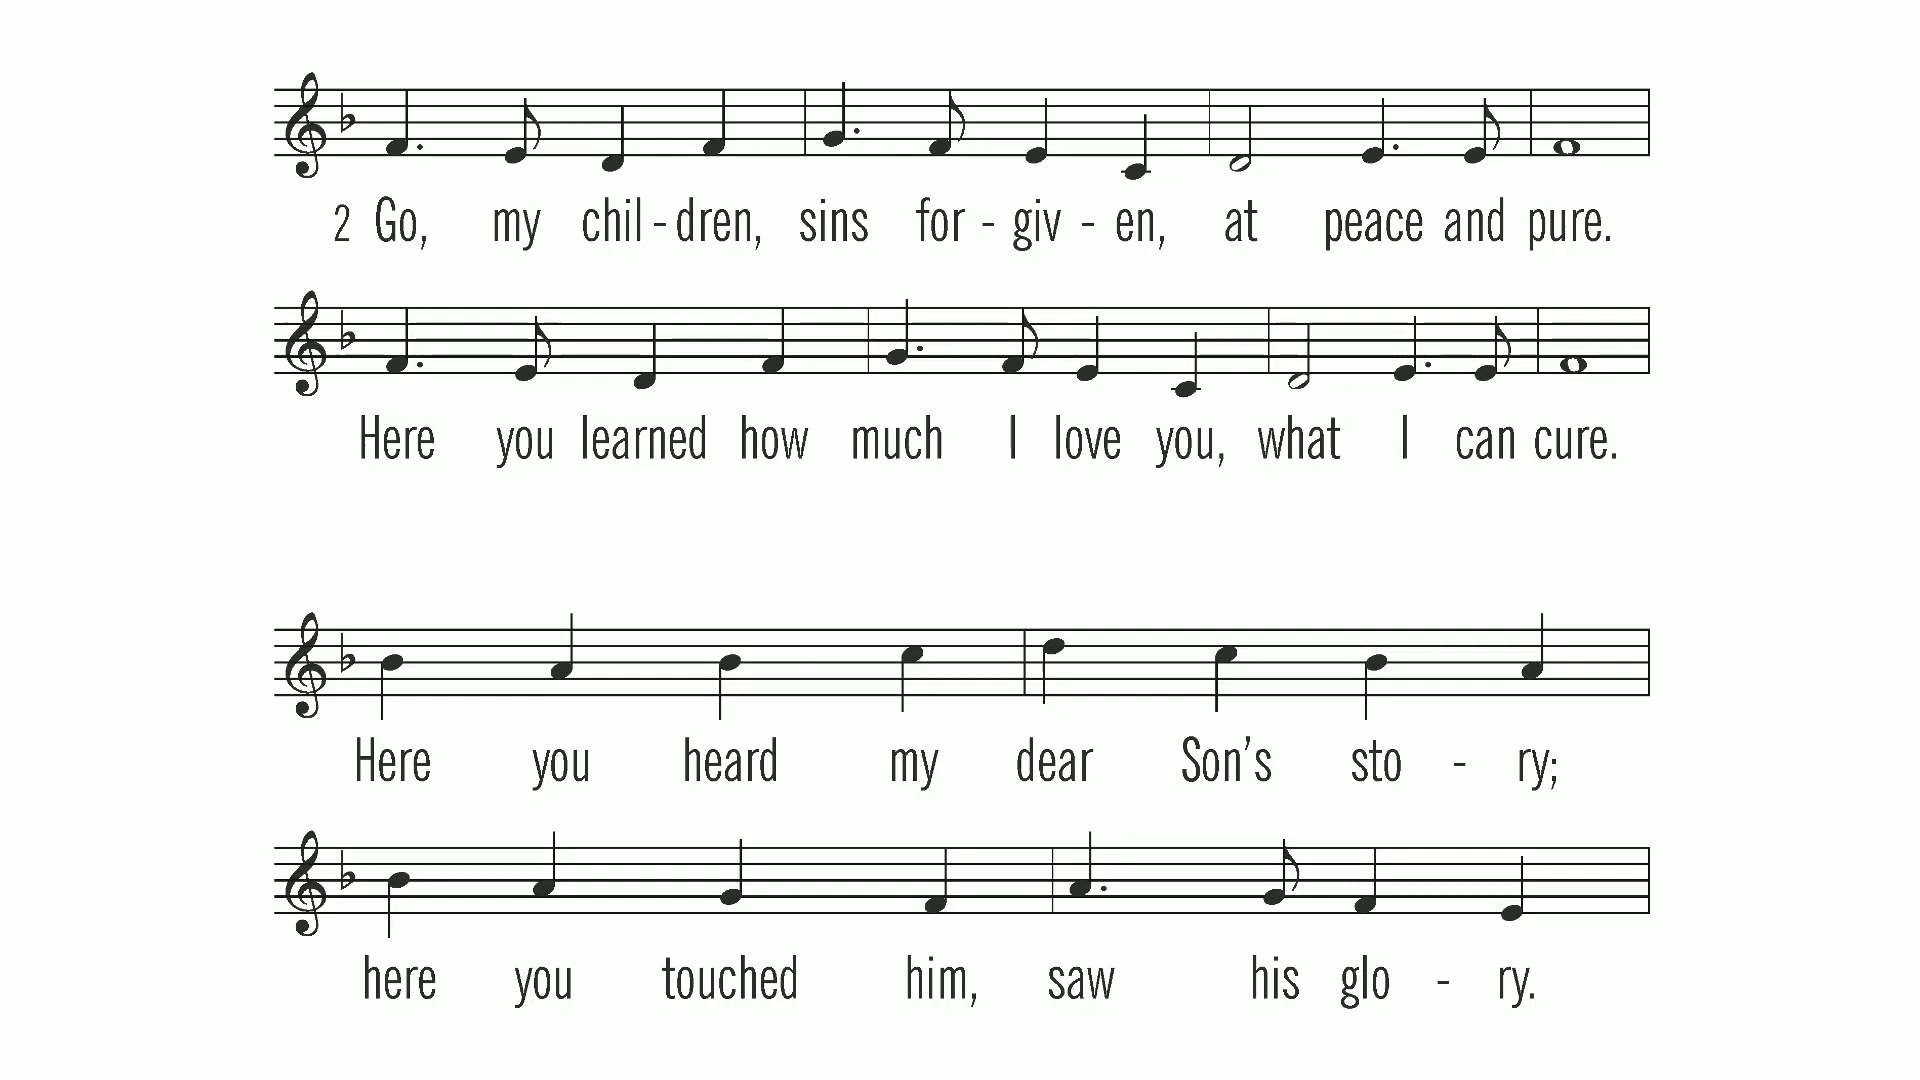 2 Go, my chil - dren, sins for - giv - en, at peace and pure.
Here you learned how much I love you, what I can cure.
Here you heard my dear Son's sto - ry;
here you touched him, saw his glo - ry.